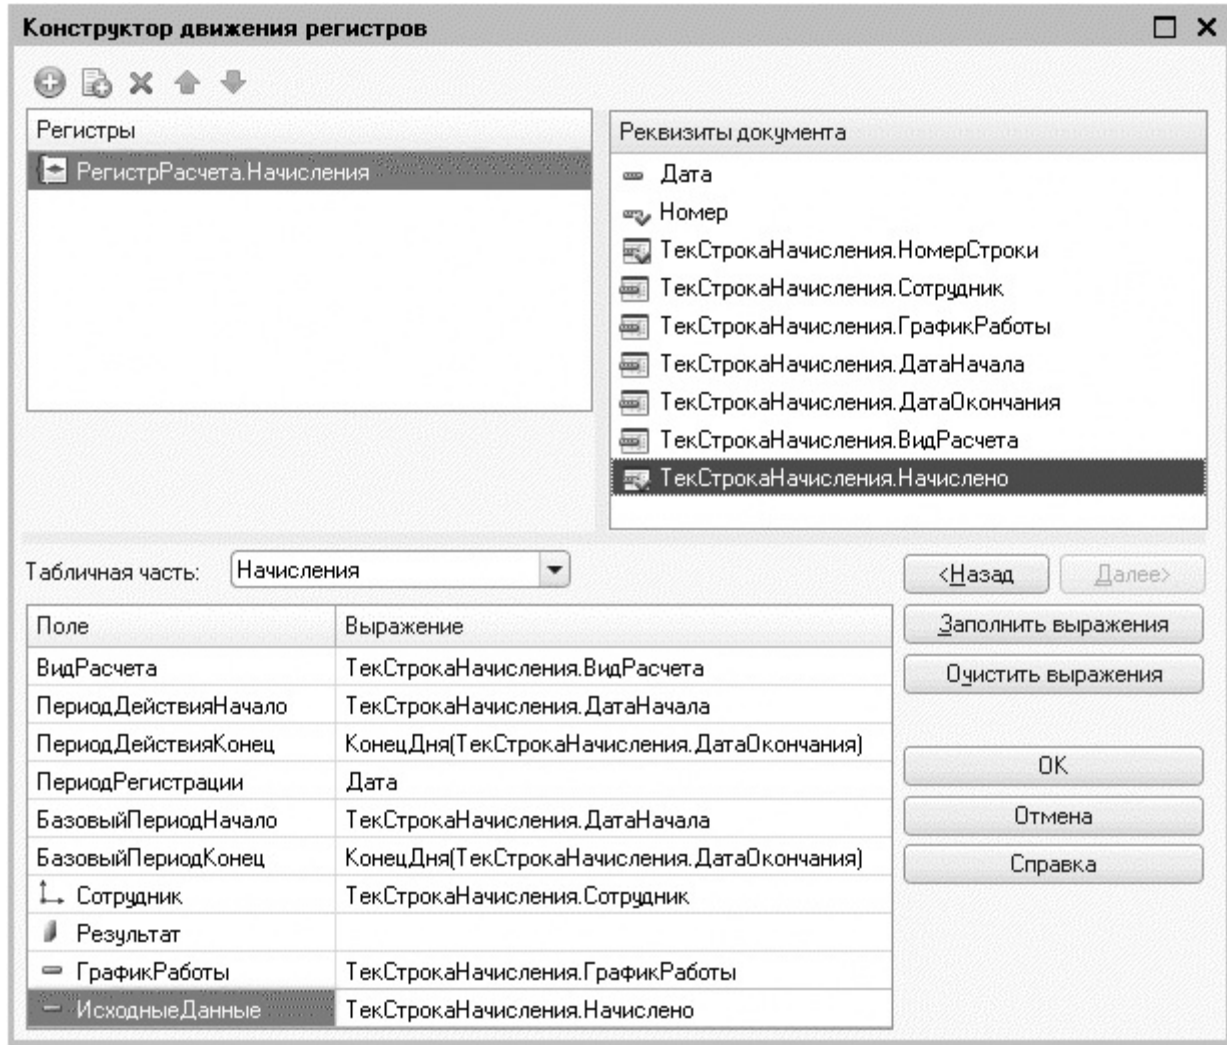 Конструктор движения регистров
Регистры
РегистрРасчета.Начисления
Реквизиты документа
Дата
Номер
ТекСтрокаНачисления.НомерСтроки
ТекСтрокаНачисления.Сотрудник
ТекСтрокаНачисления.ГрафикРаботы
ТекСтрокаНачисления.ДатаНачала
ТекСтрокаНачисления.ДатаОкончания
ТекСтрокаНачисления.ВидРасчета
ТекСтрокаНачисления.Начислено
Табличная часть: Начисления
<Назад Далее>
Заполнить выражения
Очистить выражения
ОК
Отмена
Справка
Поле Выражение
ВидРасчета ТекСтрокаНачисления.ВидРасчета
ПериодДействияНачало ТекСтрокаНачисления.ДатаНачала
ПериодДействияКонец КонецДня(ТекСтрокаНачисления.ДатаОкончания)
ПериодРегистрации Дата
БазовыйПериодНачало ТекСтрокаНачисления.ДатаНачала
БазовыйПериодКонец КонецДня(ТекСтрокаНачисления.ДатаОкончания)
Сотрудник ТекСтрокаНачисления.Сотрудник
Результат
ГрафикРаботы ТекСтрокаНачисления.ГрафикРаботы
ИсходныеДанные ТекСтрокаНачисления.Начислено